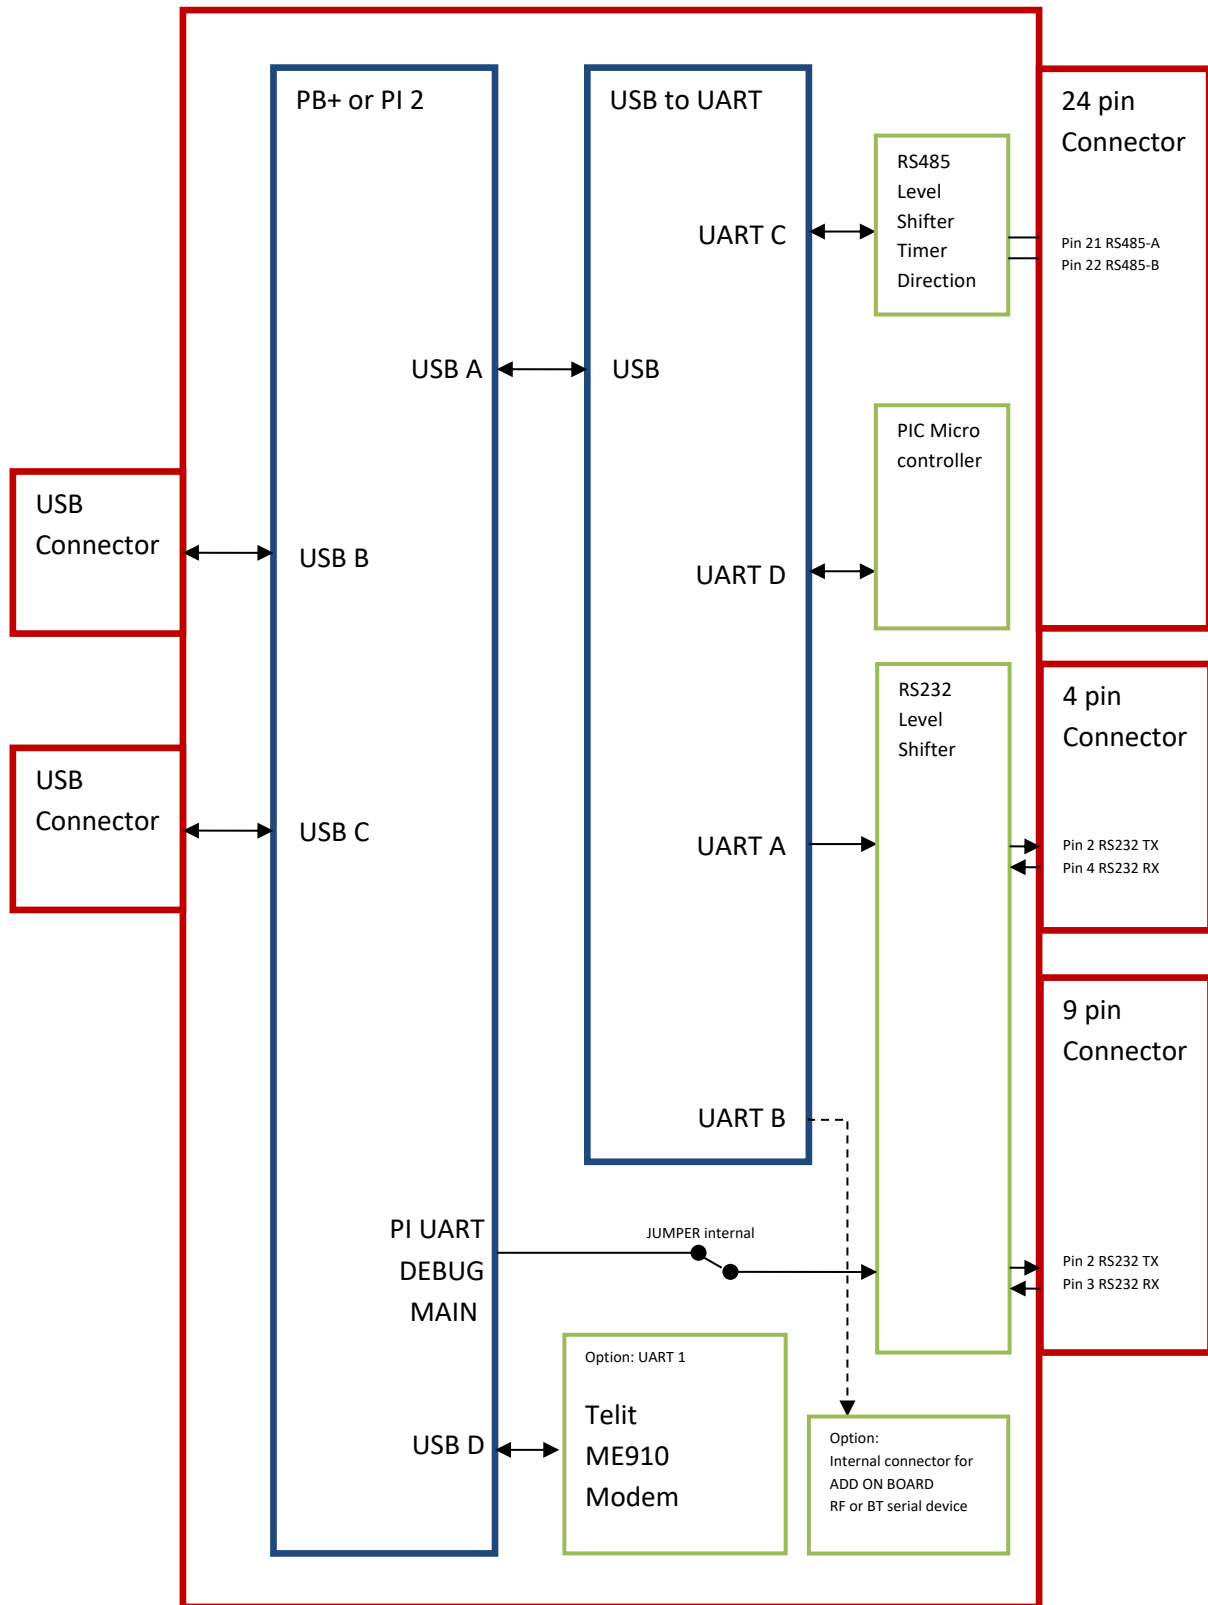 PB+ or PI 2
USB to UART
24 pin
Connector
RS485
Level
Shifter
Timer
Direction
UART C
Pin 21 RS485-A
Pin 22 RS485-B
USB A
USB
PIC Micro
controller
USB
Connector
USB B
UART D
RS232
Level
Shifter
4 pin
Connector
USB
Connector
USB C
UART A
Pin 2 RS232 TX
Pin 4 RS232 RX
9 pin
Connector
UART B
PI UART
DEBUG
MAIN
JUMPER internal
Pin 2 RS232 TX
Pin 3 RS232 RX
Option: UART 1
Telit
ME910
Modem
USB D
Option:
Internal connector for
ADD ON BOARD
RF or BT serial device